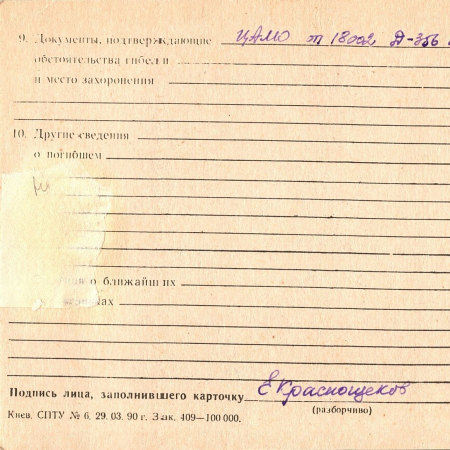 9. Документы, подтверждающие ЦАМО т 18002 Д-356
обстоятельства гибели
и место захоронения
10. Другие сведения
о погибшем
о ближайших
Подпись лица, заполнившего карточку Е Краснощеков
(разборчиво)
Киев. СПТУ № 6. 29. 03. 90 г. Зак. 409—100 000.